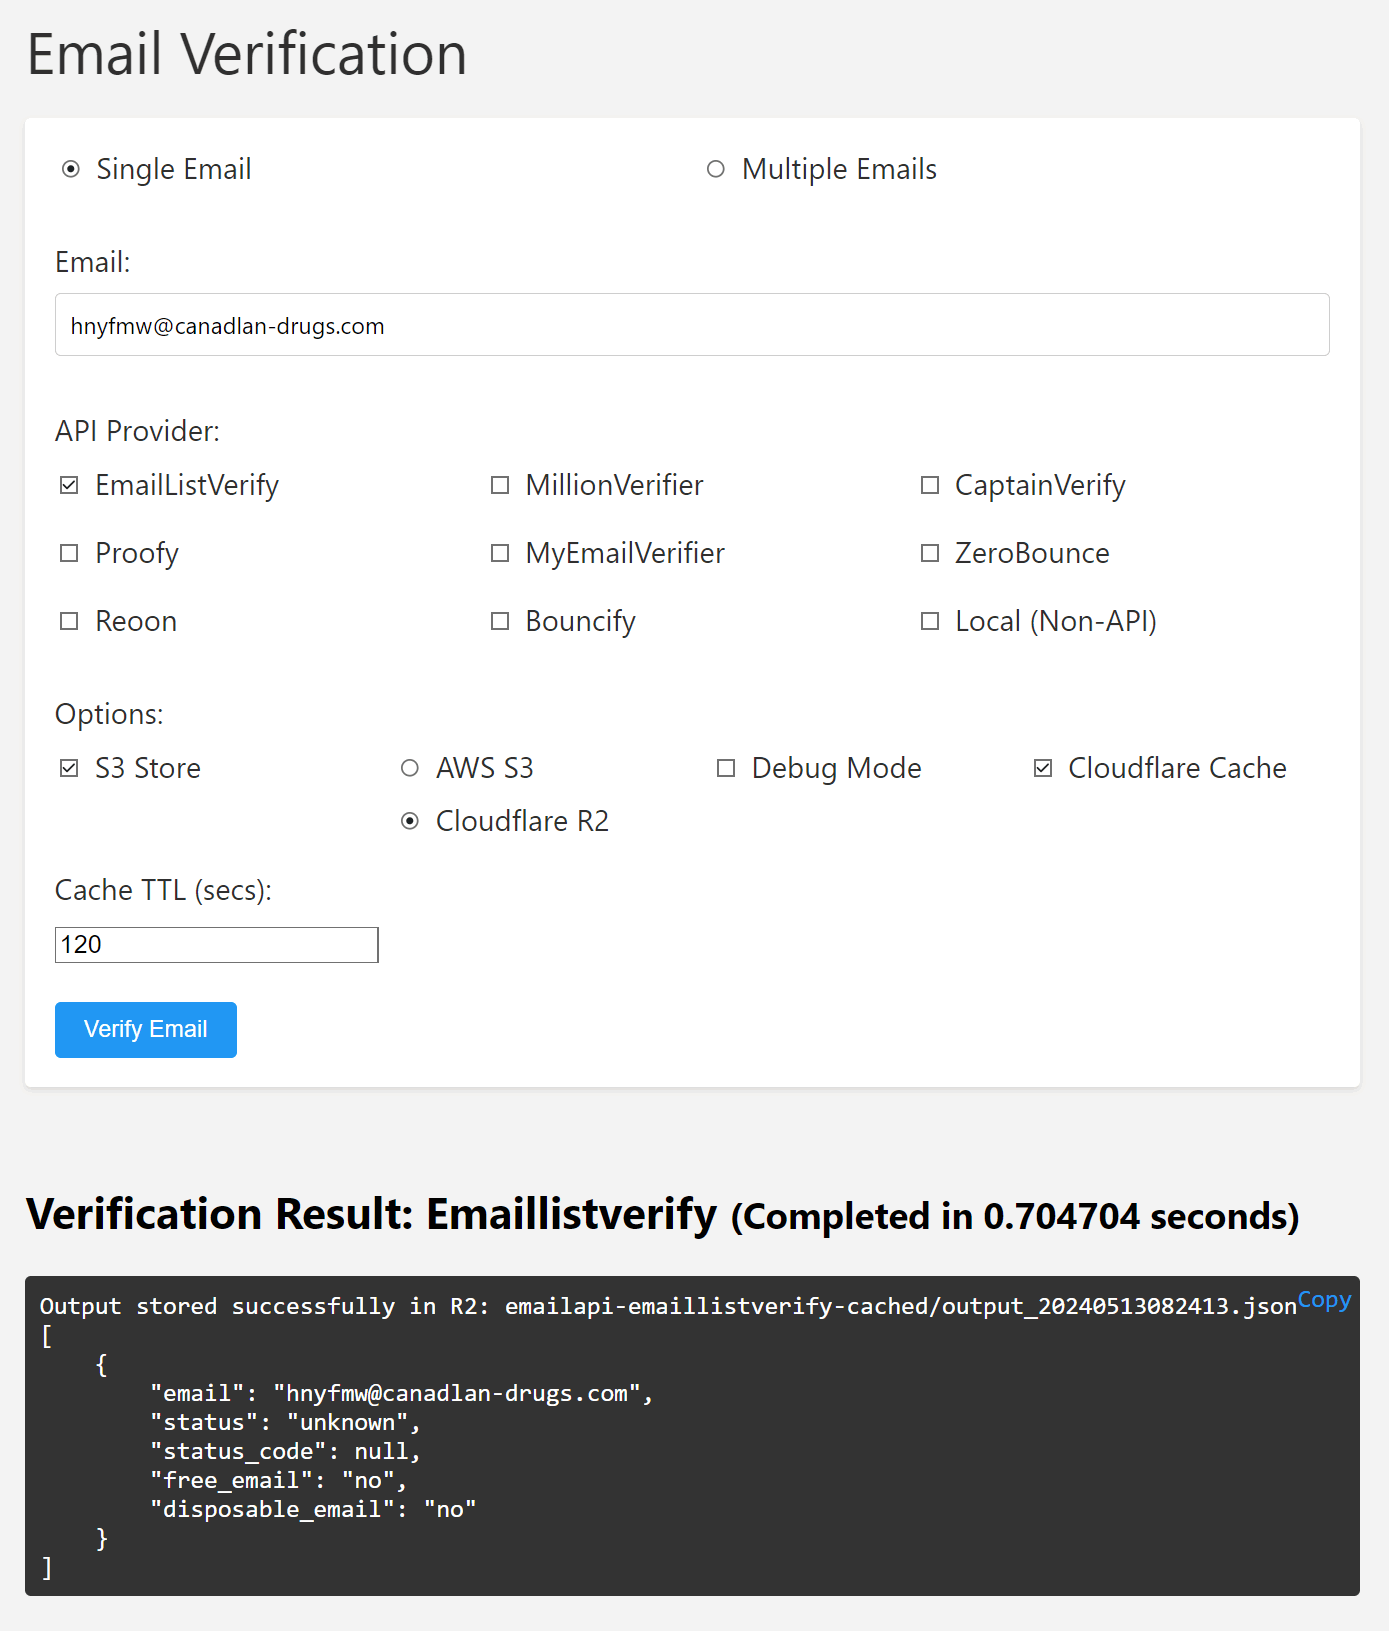 Email Verification
Single Email
Multiple Emails
Email:
hnyfmw@canadlan-drugs.com
API Provider:
EmailListVerify
MillionVerifier
CaptainVerify
Proofy
MyEmailVerifier
ZeroBounce
Reoon
Bouncify
Local (Non-API)
Options:
S3 Store
AWS S3
Debug Mode
Cloudflare Cache
Cloudflare R2
Cache TTL (secs):
120
Verify Email
Verification Result: Emaillistverify (Completed in 0.704704 seconds)
Output stored successfully in R2: emailapi-emaillistverify-cached/output_20240513082413.json
Copy
[
    {
        "email": "hnyfmw@canadlan-drugs.com",
        "status": "unknown",
        "status_code": null,
        "free_email": "no",
        "disposable_email": "no"
    }
]